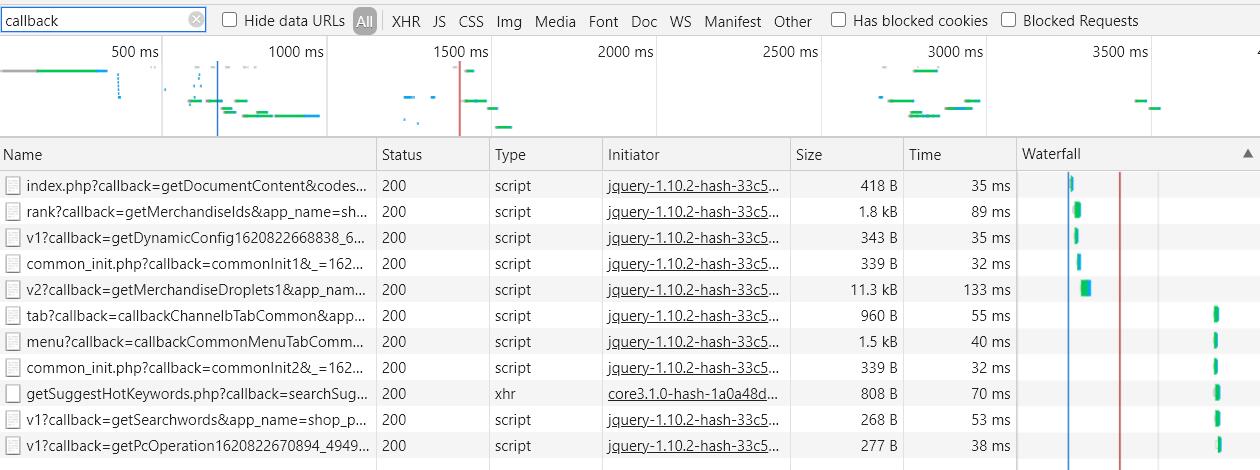 callback Hide data URLs All XHR JS CSS Img Media Font Doc WS Manifest Other Has blocked cookies Blocked Requests
500 ms 1000 ms 1500 ms 2000 ms 2500 ms 3000 ms 3500 ms
Name Status Type Initiator Size Time Waterfall
index.php?callback=getDocumentContent&codes... 200 script jquery-1.10.2-hash-33c5... 418 B 35 ms
rank?callback=getMerchandiseIds&app_name=sh... 200 script jquery-1.10.2-hash-33c5... 1.8 kB 89 ms
v1?callback=getDynamicConfig1620822668838_6... 200 script jquery-1.10.2-hash-33c5... 343 B 35 ms
common_init.php?callback=commonInit1&_=162... 200 script jquery-1.10.2-hash-33c5... 339 B 32 ms
v2?callback=getMerchandiseDroplets1&app_nam... 200 script jquery-1.10.2-hash-33c5... 11.3 kB 133 ms
tab?callback=callbackChannelbTabCommon&app... 200 script jquery-1.10.2-hash-33c5... 960 B 55 ms
menu?callback=callbackCommonMenuTabComm... 200 script jquery-1.10.2-hash-33c5... 1.5 kB 40 ms
common_init.php?callback=commonInit2&_=162... 200 script jquery-1.10.2-hash-33c5... 339 B 32 ms
getSuggestHotKeywords.php?callback=searchSug... 200 xhr core3.1.0-hash-1a0a48d... 808 B 70 ms
v1?callback=getSearchwords&app_name=shop_p... 200 script jquery-1.10.2-hash-33c5... 268 B 53 ms
v1?callback=getPcOperation1620822670894_4949... 200 script jquery-1.10.2-hash-33c5... 277 B 38 ms